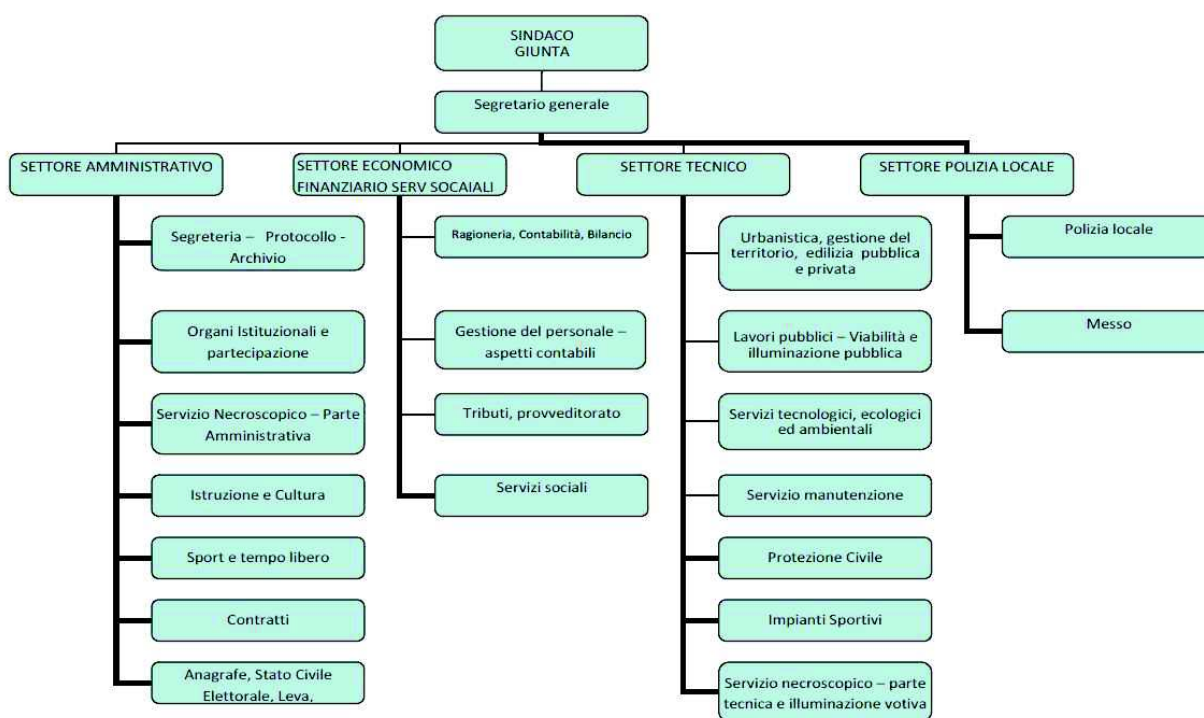 SINDACO
GIUNTA
Segretario generale
SETTORE AMMINISTRATIVO
Segreteria – Protocollo -
Archivio
Organi Istituzionali e
partecipazione
Servizio Necroscopico – Parte
Amministrativa
Istruzione e Cultura
Sport e tempo libero
Contratti
Anagrafe, Stato Civile
Elettorale, Leva,
SETTORE ECONOMICO
FINANZIARIO SERV SOCAIALI
Ragioneria, Contabilità, Bilancio
Gestione del personale –
aspetti contabili
Tributi, provveditorato
Servizi sociali
SETTORE TECNICO
Urbanistica, gestione del
territorio, edilizia pubblica
e privata
Lavori pubblici – Viabilità e
illuminazione pubblica
Servizi tecnologici, ecologici
ed ambientali
Servizio manutenzione
Protezione Civile
Impianti Sportivi
Servizio necroscopico – parte
tecnica e illuminazione votiva
SETTORE POLIZIA LOCALE
Polizia locale
Messo